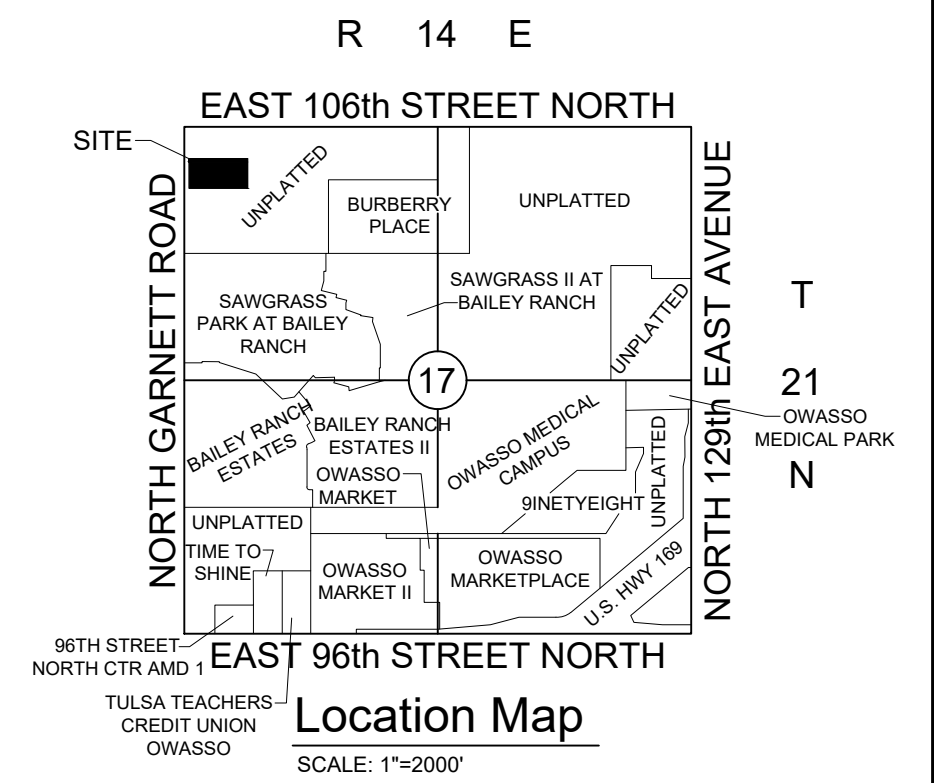 R 14 E
EAST 106th STREET NORTH
SITE
UNPLATTED
BURBERRY
PLACE
UNPLATTED
NORTH GARNETT ROAD
NORTH 129th EAST AVENUE
SAWGRASS
PARK AT BAILEY
RANCH
SAWGRASS II AT
BAILEY RANCH
UNPLATTED
T
21
N
17
OWASSO
MEDICAL PARK
BAILEY RANCH
ESTATES
BAILEY RANCH
ESTATES II
OWASSO MEDICAL
CAMPUS
OWASSO
MARKET
9INETYEIGHT
UNPLATTED
UNPLATTED
TIME TO
SHINE
OWASSO
MARKET II
OWASSO
MARKETPLACE
U.S. HWY 169
96TH STREET
NORTH CTR AMD 1
EAST 96th STREET NORTH
TULSA TEACHERS
CREDIT UNION
OWASSO
Location Map
SCALE: 1"=2000'